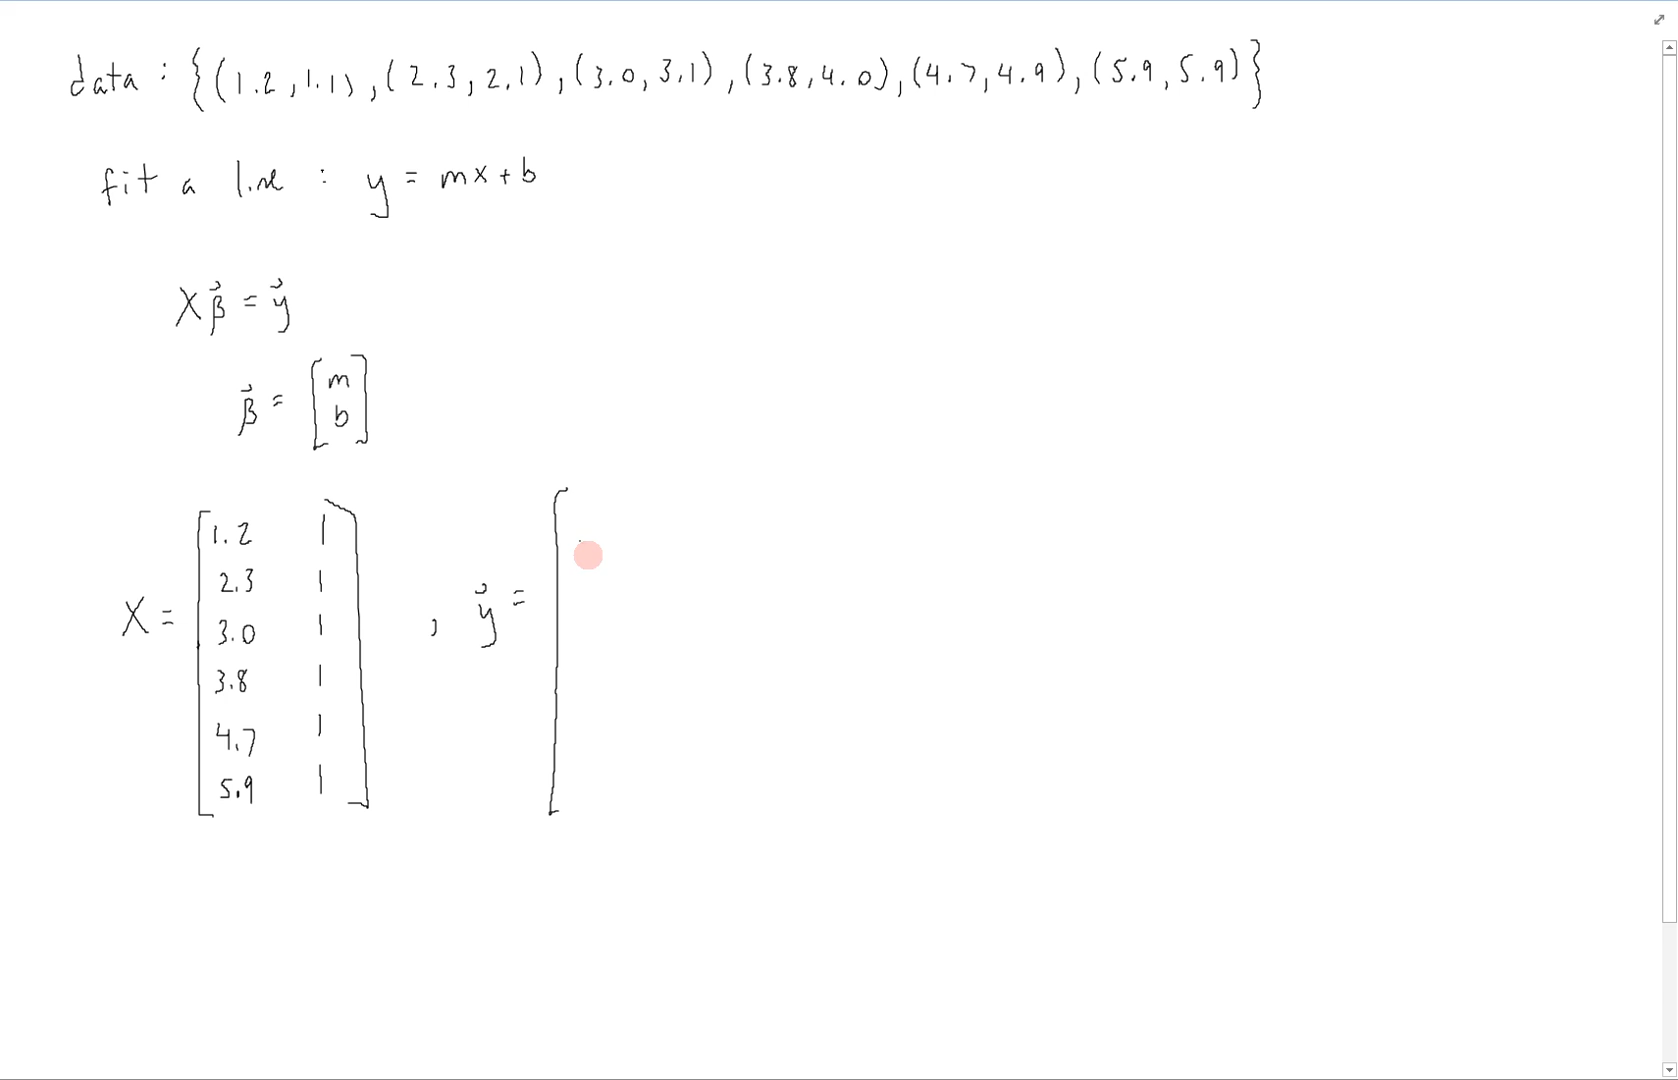 data : {(1.2,1.1),(2.3,2.1),(3.0,3.1),(3.8,4.0),(4.7,4.9),(5.9,5.9)}
fit a line : y = mx+b
Xβ⃗ = y⃗
β⃗ = [m
b]
X = [1.2 1
2.3 1
3.0 1
3.8 1
4.7 1
5.9 1] , y⃗ = [